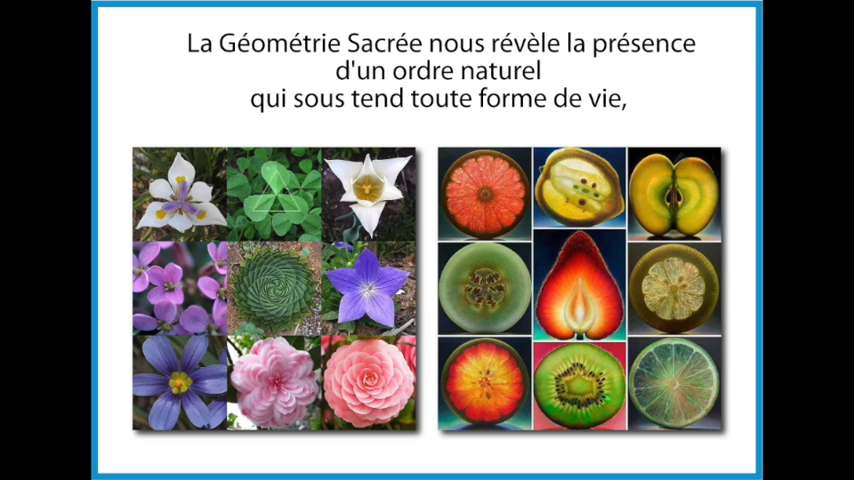 La Géométrie Sacrée nous révèle la présence
d'un ordre naturel
qui sous tend toute forme de vie,